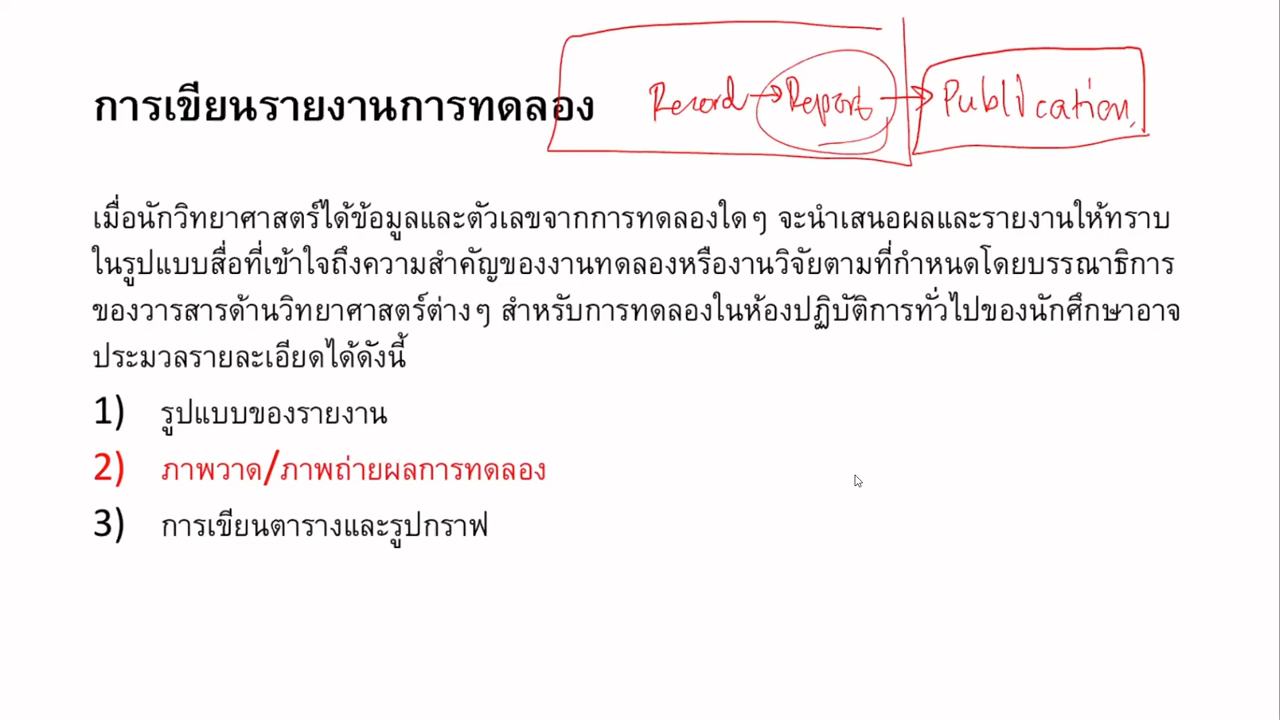 Record → Report → Publication
การเขียนรายงานการทดลอง
เมื่อนักวิทยาศาสตร์ได้ข้อมูลและตัวเลขจากการทดลองใดๆ จะนำเสนอผลและรายงานให้ทราบ
ในรูปแบบสื่อที่เข้าใจถึงความสำคัญของงานทดลองหรืองานวิจัยตามที่กำหนดโดยบรรณาธิการ
ของวารสารด้านวิทยาศาสตร์ต่างๆ สำหรับการทดลองในห้องปฏิบัติการทั่วไปของนักศึกษาอาจ
ประมวลรายละเอียดได้ดังนี้
1) รูปแบบของรายงาน
2) ภาพวาด/ภาพถ่ายผลการทดลอง
3) การเขียนตารางและรูปกราฟ